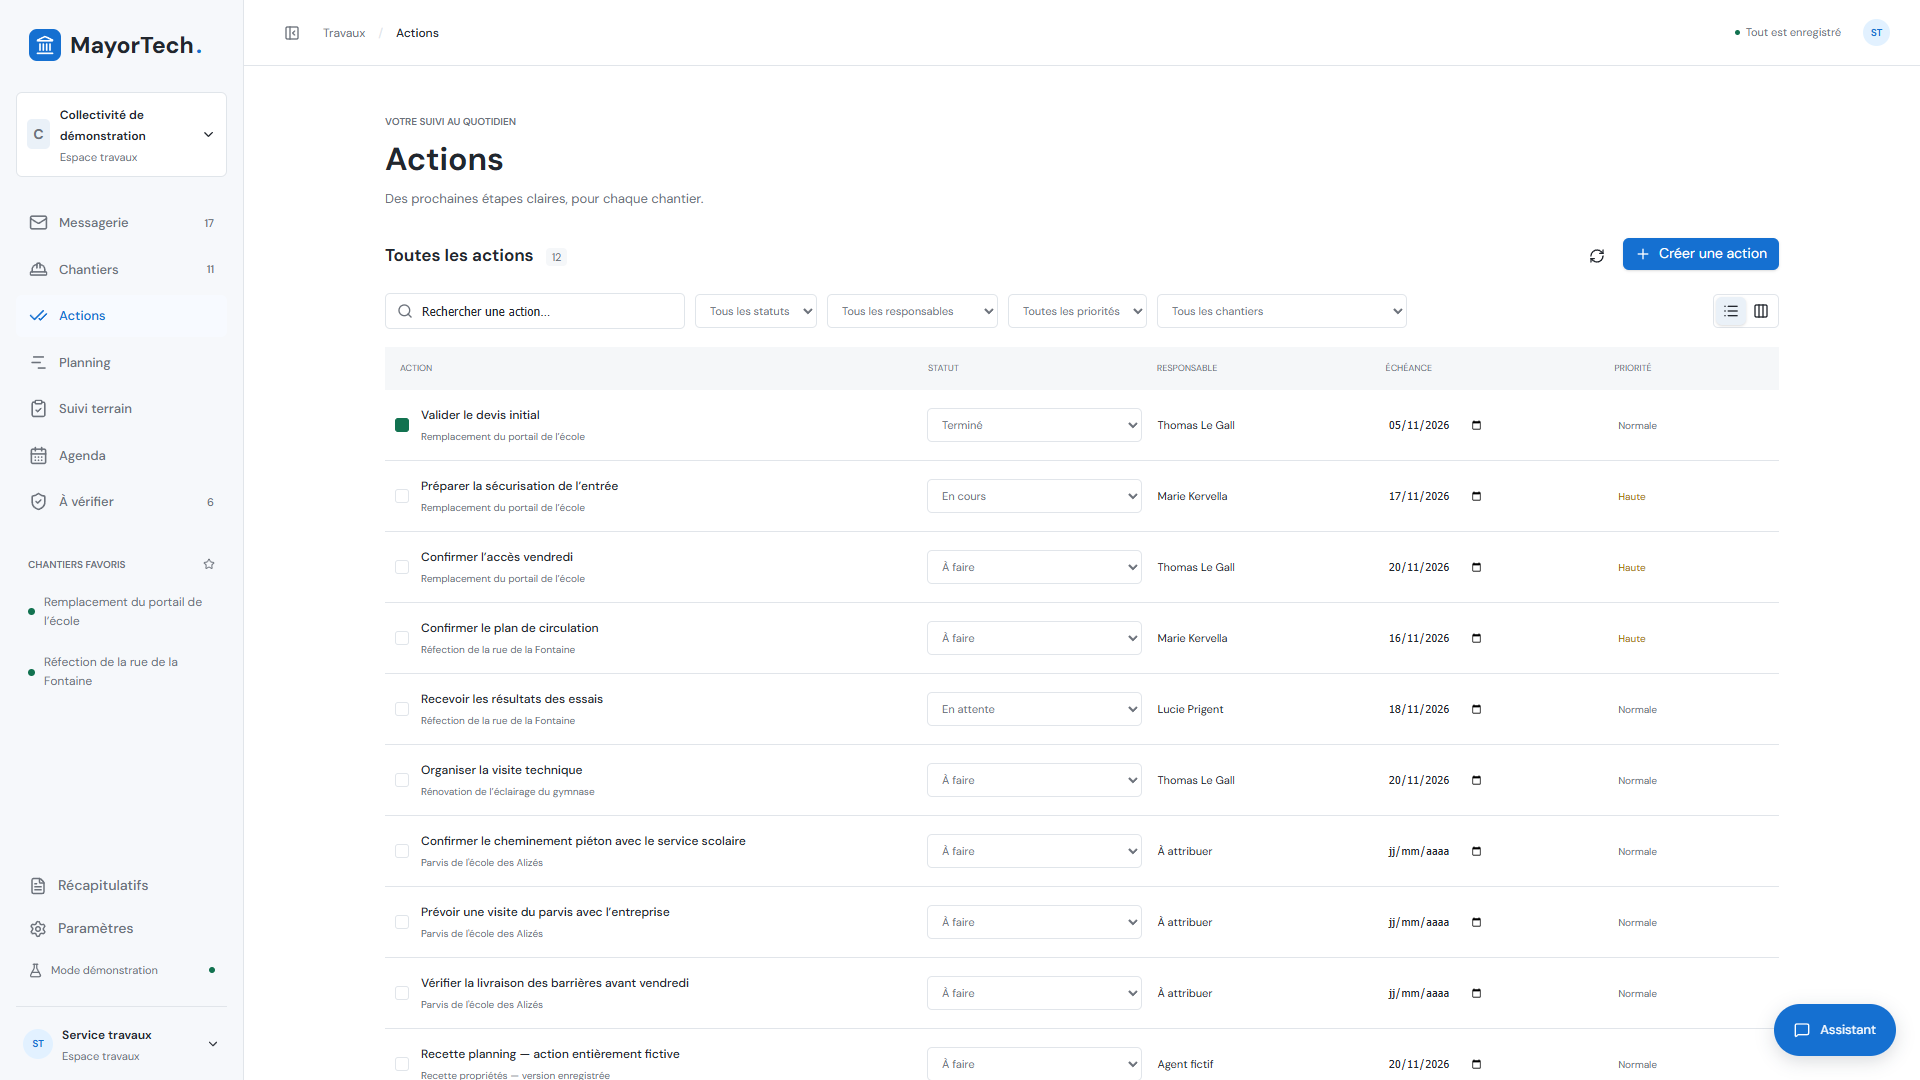 MayorTech.
Travaux / Actions
Tout est enregistré
ST
C
Collectivité de
démonstration
Espace travaux
Messagerie 17
Chantiers 11
Actions
Planning
Suivi terrain
Agenda
À vérifier 6
CHANTIERS FAVORIS
Remplacement du portail de
l’école
Réfection de la rue de la
Fontaine
Récapitulatifs
Paramètres
Mode démonstration
ST
Service travaux
Espace travaux
VOTRE SUIVI AU QUOTIDIEN
Actions
Des prochaines étapes claires, pour chaque chantier.
Toutes les actions 12
Créer une action
Rechercher une action…
Tous les statuts
Tous les responsables
Toutes les priorités
Tous les chantiers
ACTION STATUT RESPONSABLE ÉCHÉANCE PRIORITÉ
Valider le devis initial
Remplacement du portail de l’école
Terminé Thomas Le Gall 05/11/2026 Normale
Préparer la sécurisation de l’entrée
Remplacement du portail de l’école
En cours Marie Kervella 17/11/2026 Haute
Confirmer l’accès vendredi
Remplacement du portail de l’école
À faire Thomas Le Gall 20/11/2026 Haute
Confirmer le plan de circulation
Réfection de la rue de la Fontaine
À faire Marie Kervella 16/11/2026 Haute
Recevoir les résultats des essais
Réfection de la rue de la Fontaine
En attente Lucie Prigent 18/11/2026 Normale
Organiser la visite technique
Rénovation de l’éclairage du gymnase
À faire Thomas Le Gall 20/11/2026 Normale
Confirmer le cheminement piéton avec le service scolaire
Parvis de l'école des Alizés
À faire À attribuer jj/mm/aaaa Normale
Prévoir une visite du parvis avec l’entreprise
Parvis de l'école des Alizés
À faire À attribuer jj/mm/aaaa Normale
Vérifier la livraison des barrières avant vendredi
Parvis de l'école des Alizés
À faire À attribuer jj/mm/aaaa Normale
Recette planning — action entièrement fictive
Recette propriétés — version enregistrée
À faire Agent fictif 20/11/2026 Normale
Assistant